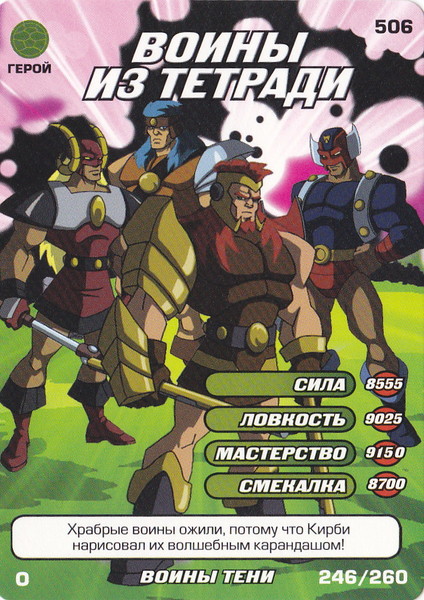 506
ГЕРОЙ
ВОИНЫ
ИЗ ТЕТРАДИ
СИЛА 8555
ЛОВКОСТЬ 9025
МАСТЕРСТВО 9150
СМЕКАЛКА 8700
Храбрые воины ожили, потому что Кирби
нарисовал их волшебным карандашом!
0 ВОИНЫ ТЕНИ 246/260